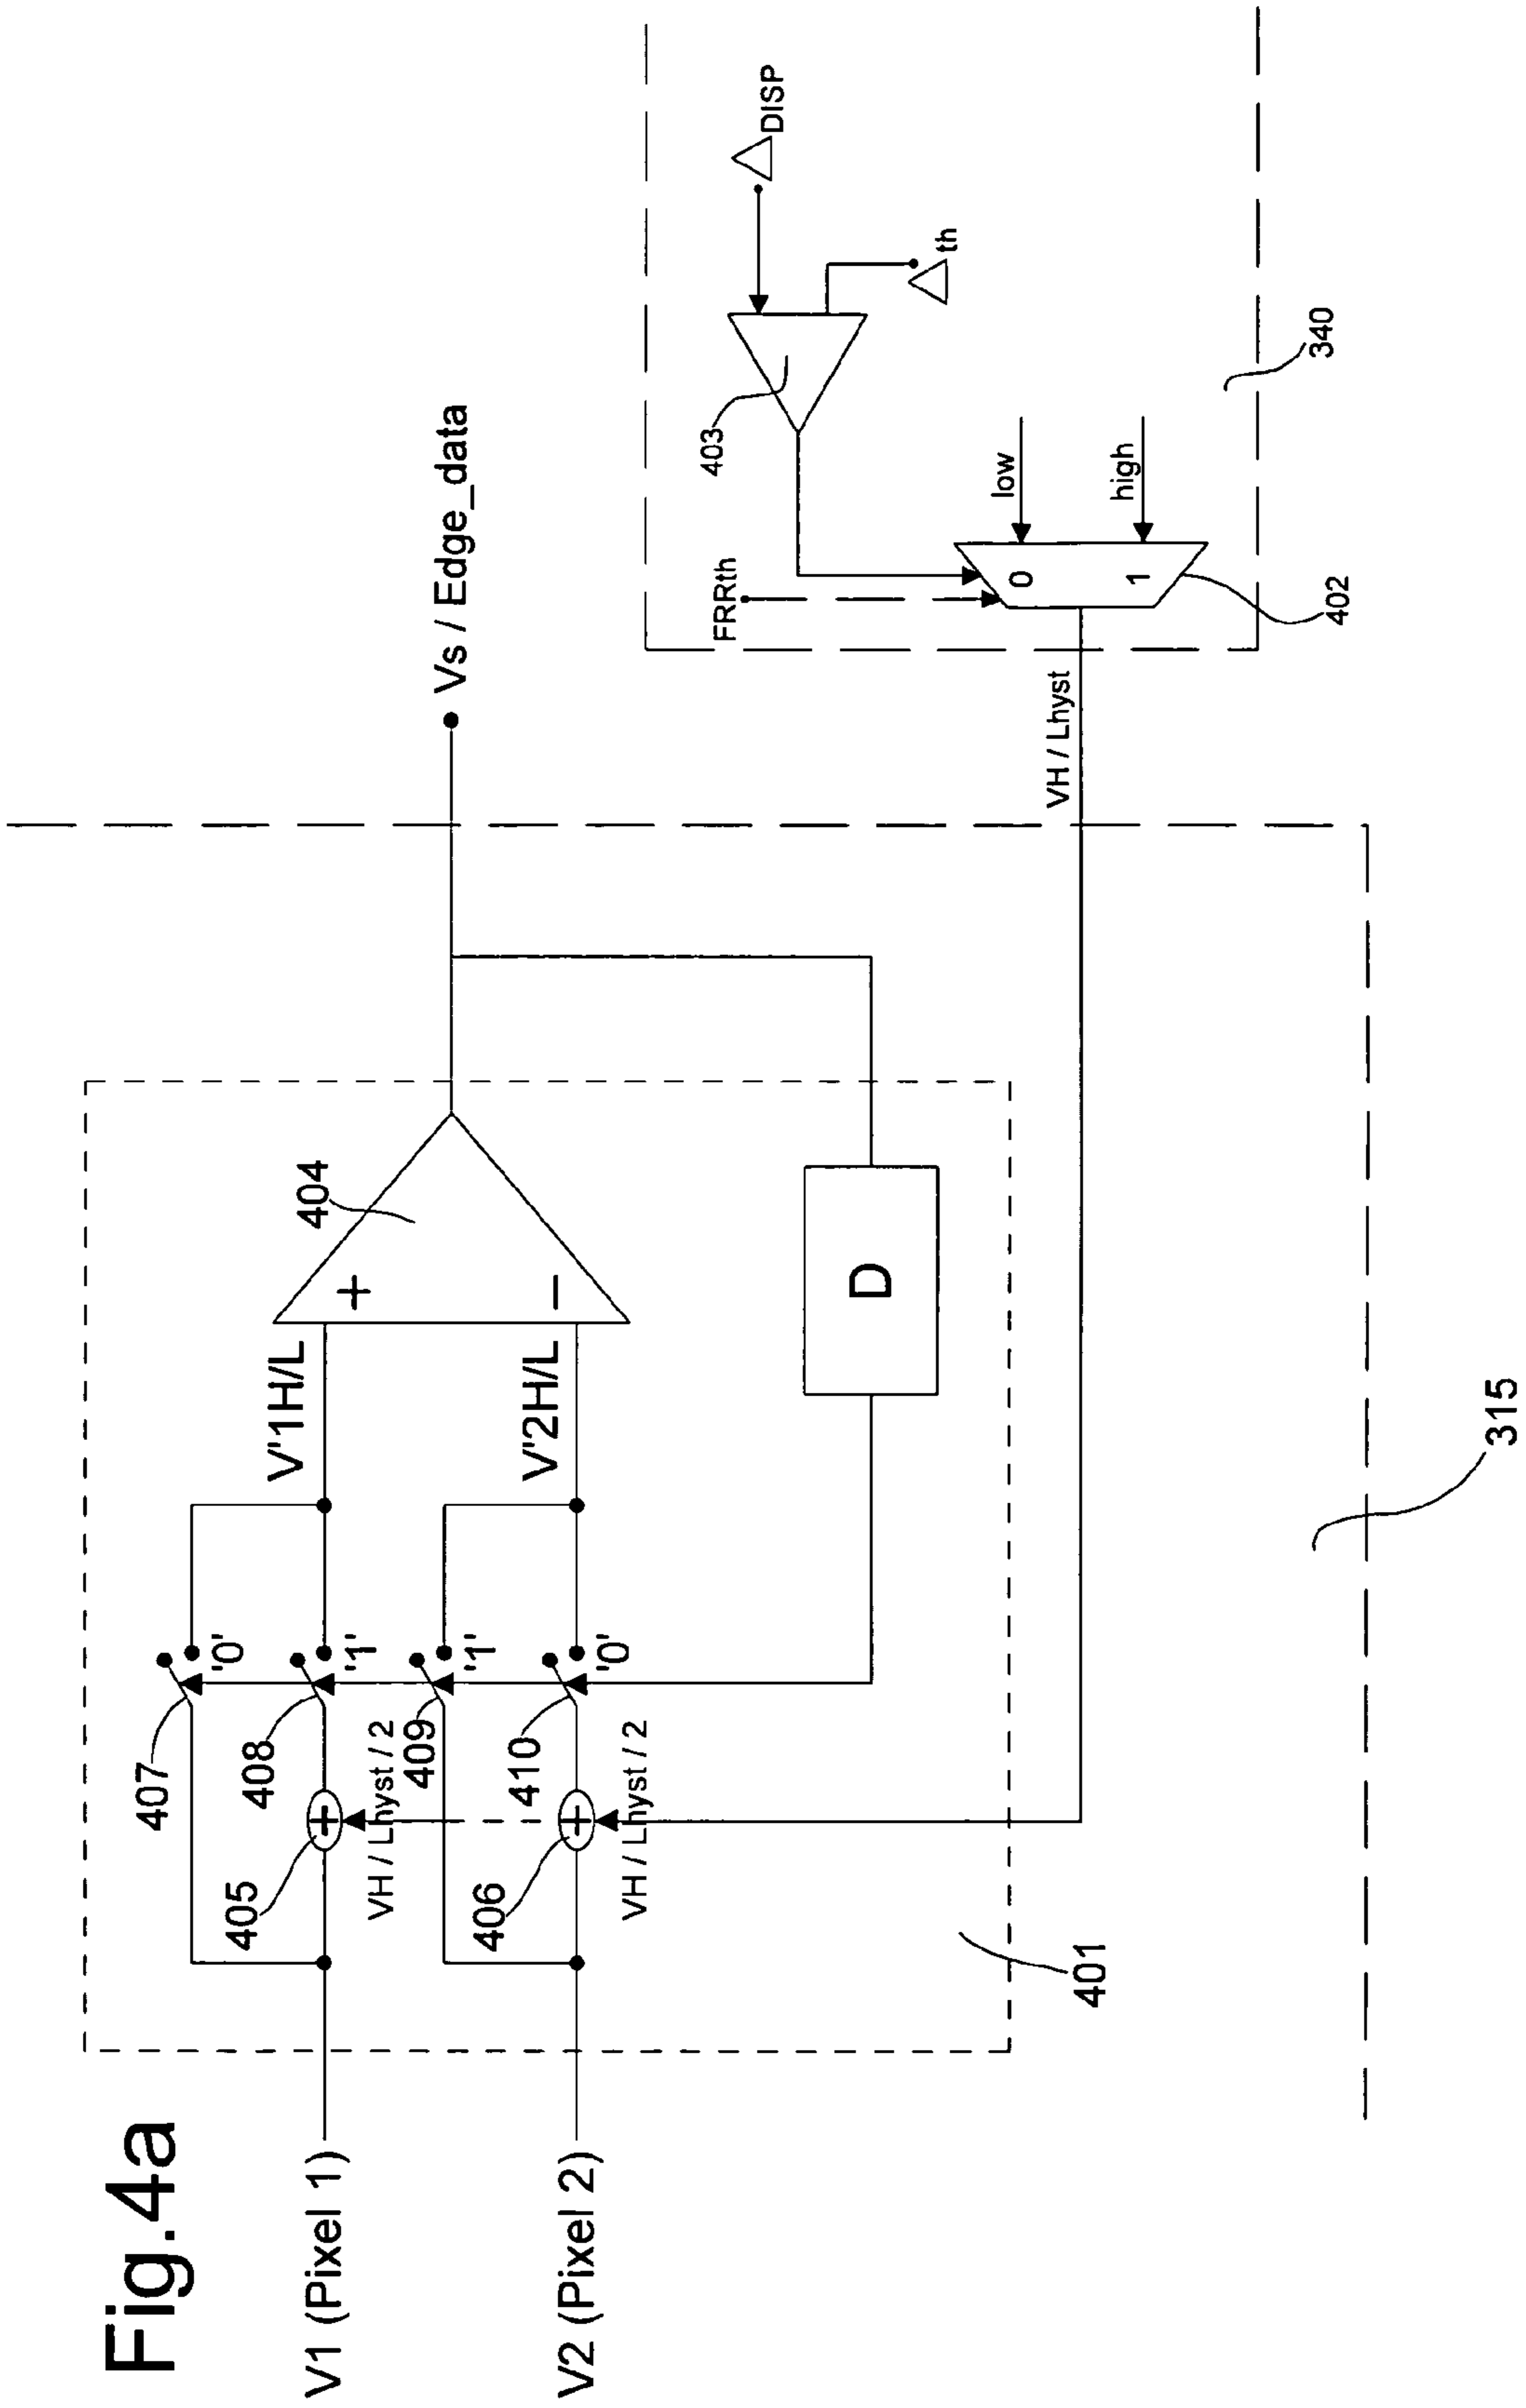 Fig.4a
V1 (Pixel 1)
V2 (Pixel 2)
407
'0'
408
'1'
405
VH / Lhyst / 2
409
'1'
410
'0'
406
VH / Lhyst / 2
V'1H/L
V'2H/L
+
−
404
D
401
315
Vs / Edge_data
VH / Lhyst
FRRth
403
△DISP
△th
low
high
0
1
402
340